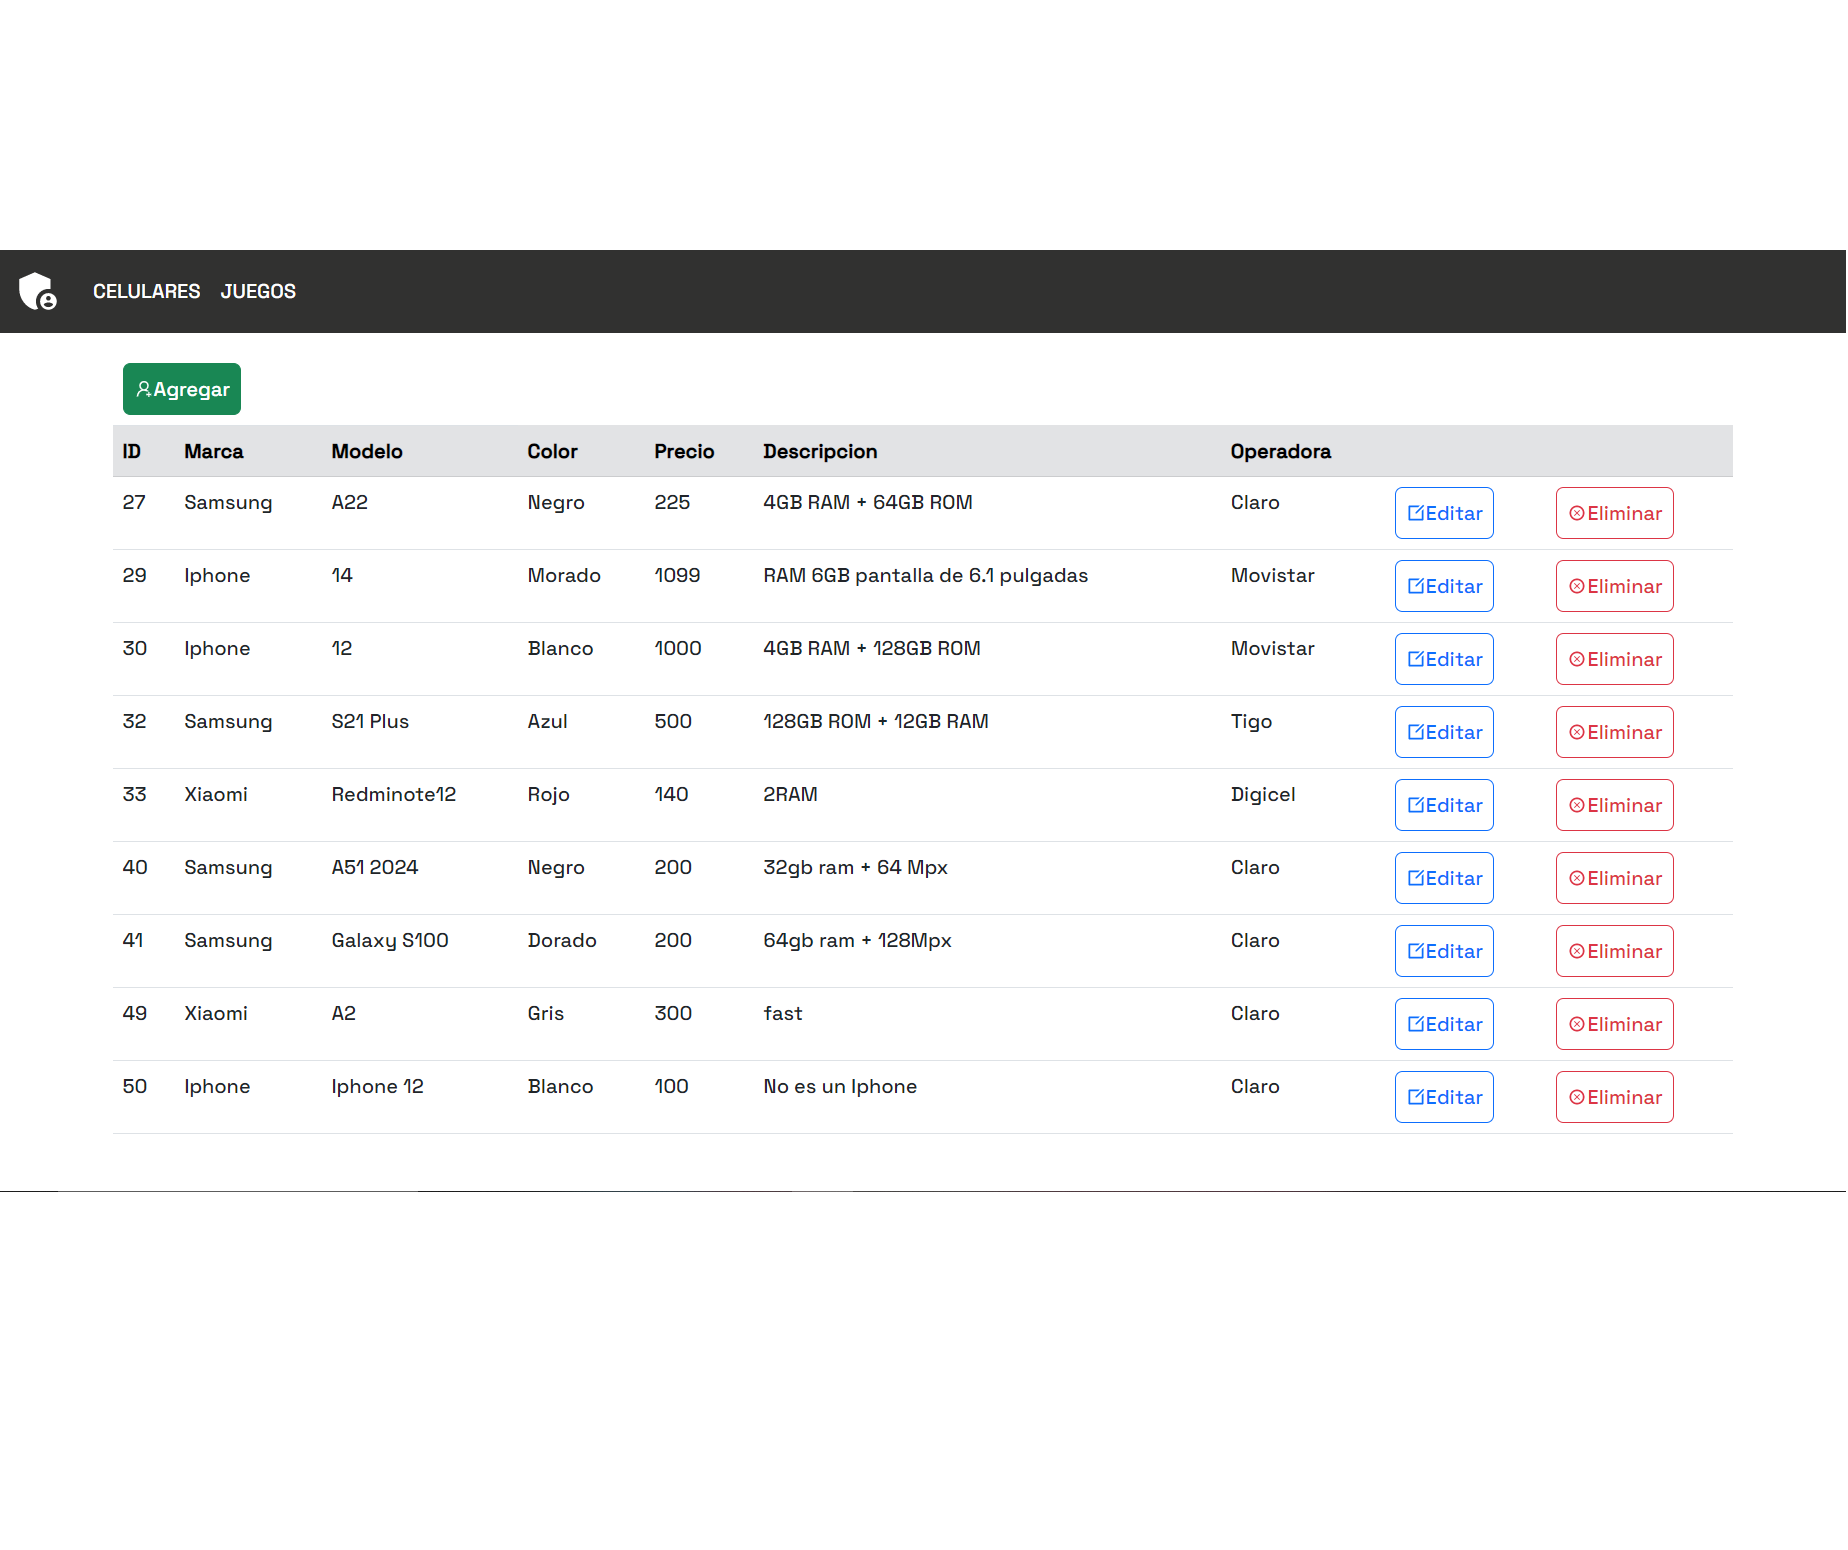 CELULARES JUEGOS
Agregar
ID Marca Modelo Color Precio Descripcion Operadora
27 Samsung A22 Negro 225 4GB RAM + 64GB ROM Claro Editar Eliminar
29 Iphone 14 Morado 1099 RAM 6GB pantalla de 6.1 pulgadas Movistar Editar Eliminar
30 Iphone 12 Blanco 1000 4GB RAM + 128GB ROM Movistar Editar Eliminar
32 Samsung S21 Plus Azul 500 128GB ROM + 12GB RAM Tigo Editar Eliminar
33 Xiaomi Redminote12 Rojo 140 2RAM Digicel Editar Eliminar
40 Samsung A51 2024 Negro 200 32gb ram + 64 Mpx Claro Editar Eliminar
41 Samsung Galaxy S100 Dorado 200 64gb ram + 128Mpx Claro Editar Eliminar
49 Xiaomi A2 Gris 300 fast Claro Editar Eliminar
50 Iphone Iphone 12 Blanco 100 No es un Iphone Claro Editar Eliminar